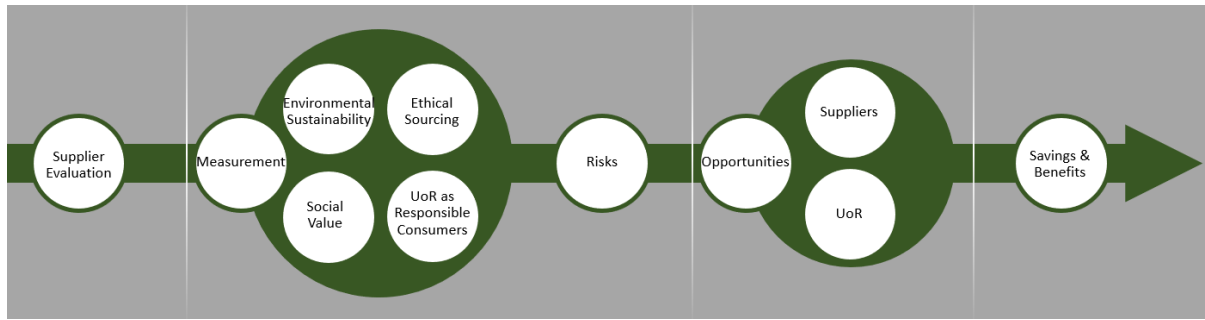 Supplier
Evaluation
Measurement
Environmental
Sustainability
Ethical
Sourcing
Social
Value
UoR as
Responsible
Consumers
Risks
Opportunities
Suppliers
UoR
Savings &
Benefits